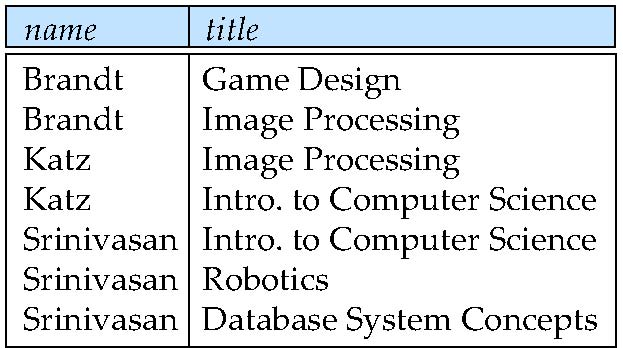 name title
Brandt Game Design
Brandt Image Processing
Katz Image Processing
Katz Intro. to Computer Science
Srinivasan Intro. to Computer Science
Srinivasan Robotics
Srinivasan Database System Concepts